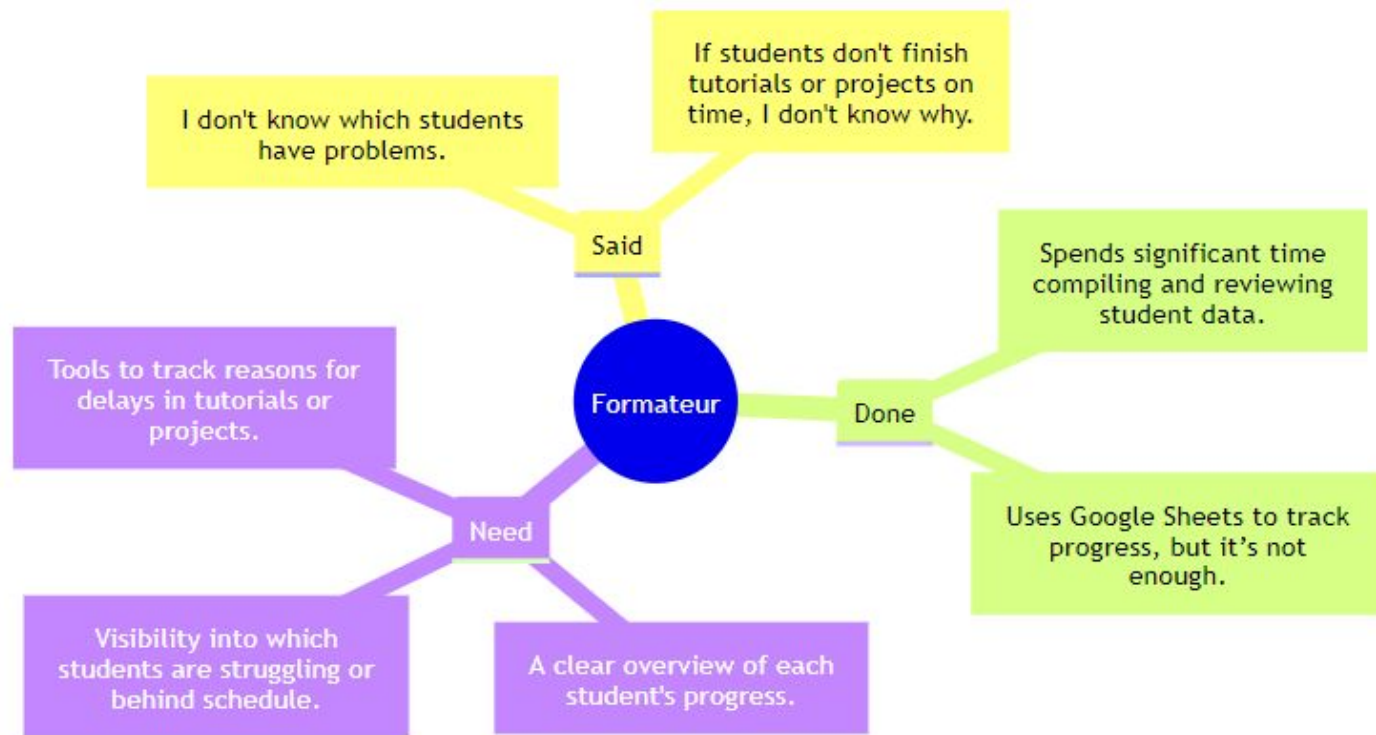 If students don't finish
tutorials or projects on
time, I don't know why.
I don't know which students
have problems.
Said
Spends significant time
compiling and reviewing
student data.
Tools to track reasons for
delays in tutorials or
projects.
Formateur
Done
Uses Google Sheets to track
progress, but it’s not
enough.
Need
Visibility into which
students are struggling or
behind schedule.
A clear overview of each
student's progress.